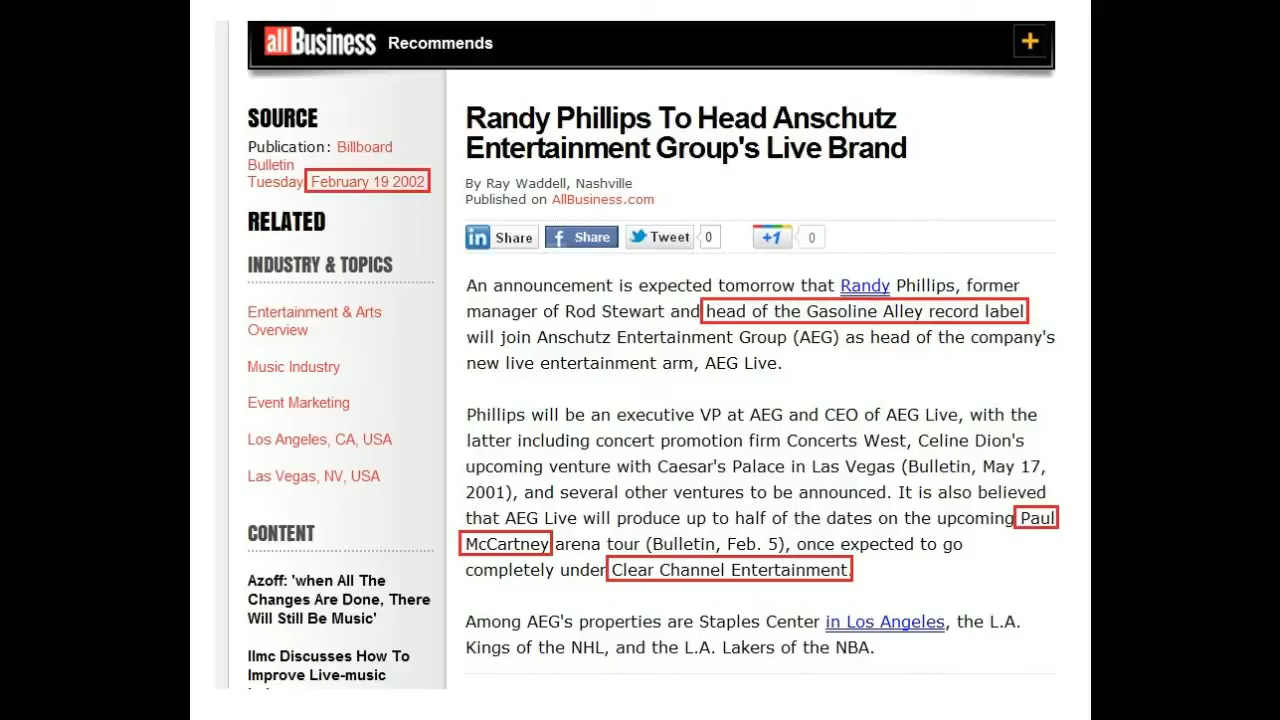 allBusiness Recommends
+
SOURCE
Publication: Billboard
Bulletin
Tuesday February 19 2002
RELATED
INDUSTRY & TOPICS
Entertainment & Arts
Overview
Music Industry
Event Marketing
Los Angeles, CA, USA
Las Vegas, NV, USA
CONTENT
Azoff: 'when All The
Changes Are Done, There
Will Still Be Music'
Ilmc Discusses How To
Improve Live-music
Randy Phillips To Head Anschutz
Entertainment Group's Live Brand
By Ray Waddell, Nashville
Published on AllBusiness.com
in Share f Share Tweet 0 +1 0
An announcement is expected tomorrow that Randy Phillips, former
manager of Rod Stewart and head of the Gasoline Alley record label
will join Anschutz Entertainment Group (AEG) as head of the company's
new live entertainment arm, AEG Live.
Phillips will be an executive VP at AEG and CEO of AEG Live, with the
latter including concert promotion firm Concerts West, Celine Dion's
upcoming venture with Caesar's Palace in Las Vegas (Bulletin, May 17,
2001), and several other ventures to be announced. It is also believed
that AEG Live will produce up to half of the dates on the upcoming Paul
McCartney arena tour (Bulletin, Feb. 5), once expected to go
completely under Clear Channel Entertainment.
Among AEG's properties are Staples Center in Los Angeles, the L.A.
Kings of the NHL, and the L.A. Lakers of the NBA.